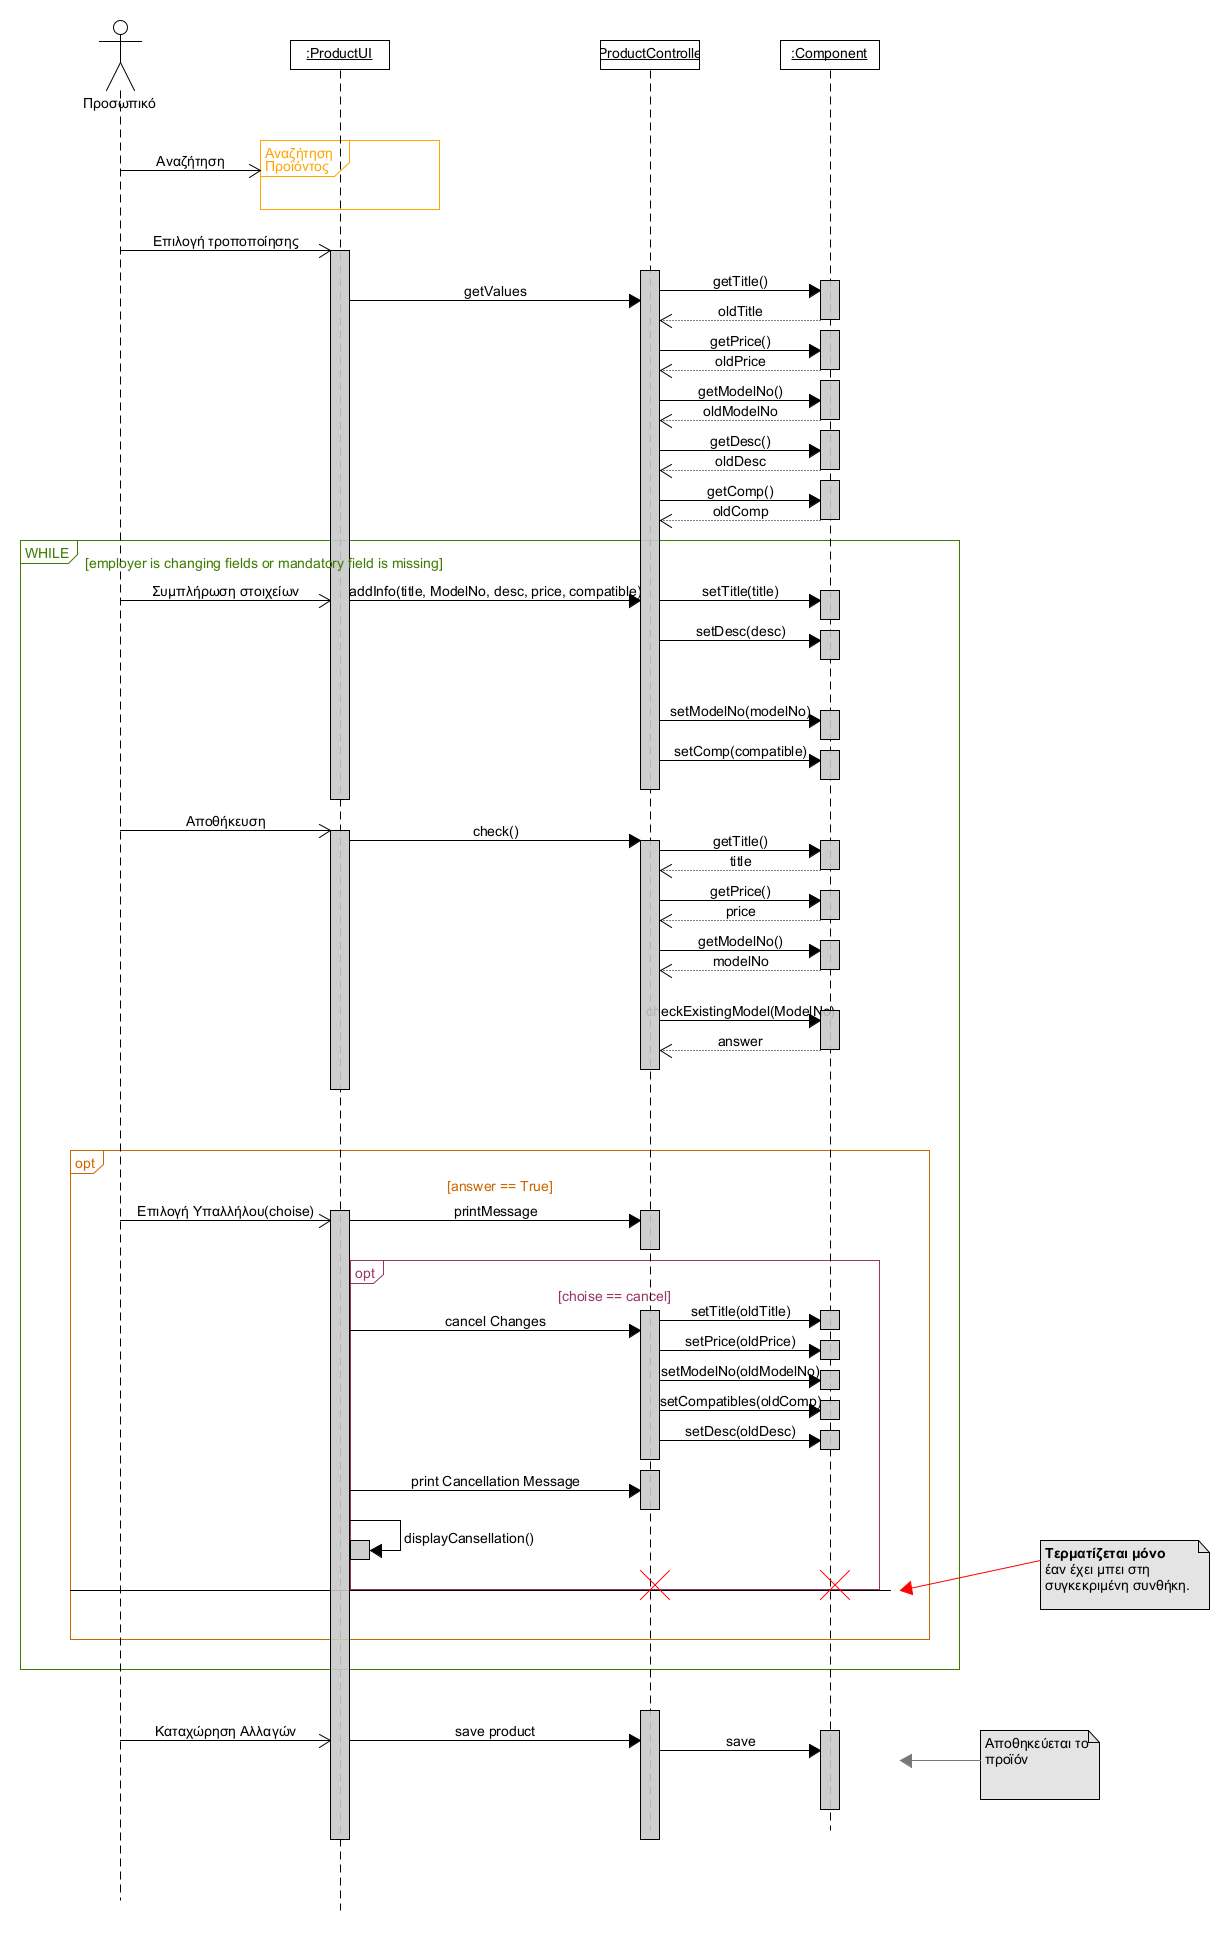 :ProductUI
ProductControlle
:Component
Προσωπικό
Αναζήτηση
Αναζήτηση
Προϊόντος
Επιλογή τροποποίησης
getValues
getTitle()
oldTitle
getPrice()
oldPrice
getModelNo()
oldModelNo
getDesc()
oldDesc
getComp()
oldComp
WHILE
[employer is changing fields or mandatory field is missing]
Συμπλήρωση στοιχείων
addInfo(title, ModelNo, desc, price, compatible)
setTitle(title)
setDesc(desc)
setModelNo(modelNo)
setComp(compatible)
Αποθήκευση
check()
getTitle()
title
getPrice()
price
getModelNo()
modelNo
checkExistingModel(ModelNo)
answer
opt
[answer == True]
Επιλογή Υπαλλήλου(choise)
printMessage
opt
[choise == cancel]
cancel Changes
setTitle(oldTitle)
setPrice(oldPrice)
setModelNo(oldModelNo)
setCompatibles(oldComp)
setDesc(oldDesc)
print Cancellation Message
displayCansellation()
Τερματίζεται μόνο
έαν έχει μπει στη
συγκεκριμένη συνθήκη.
Καταχώρηση Αλλαγών
save product
save
Αποθηκεύεται το
προϊόν